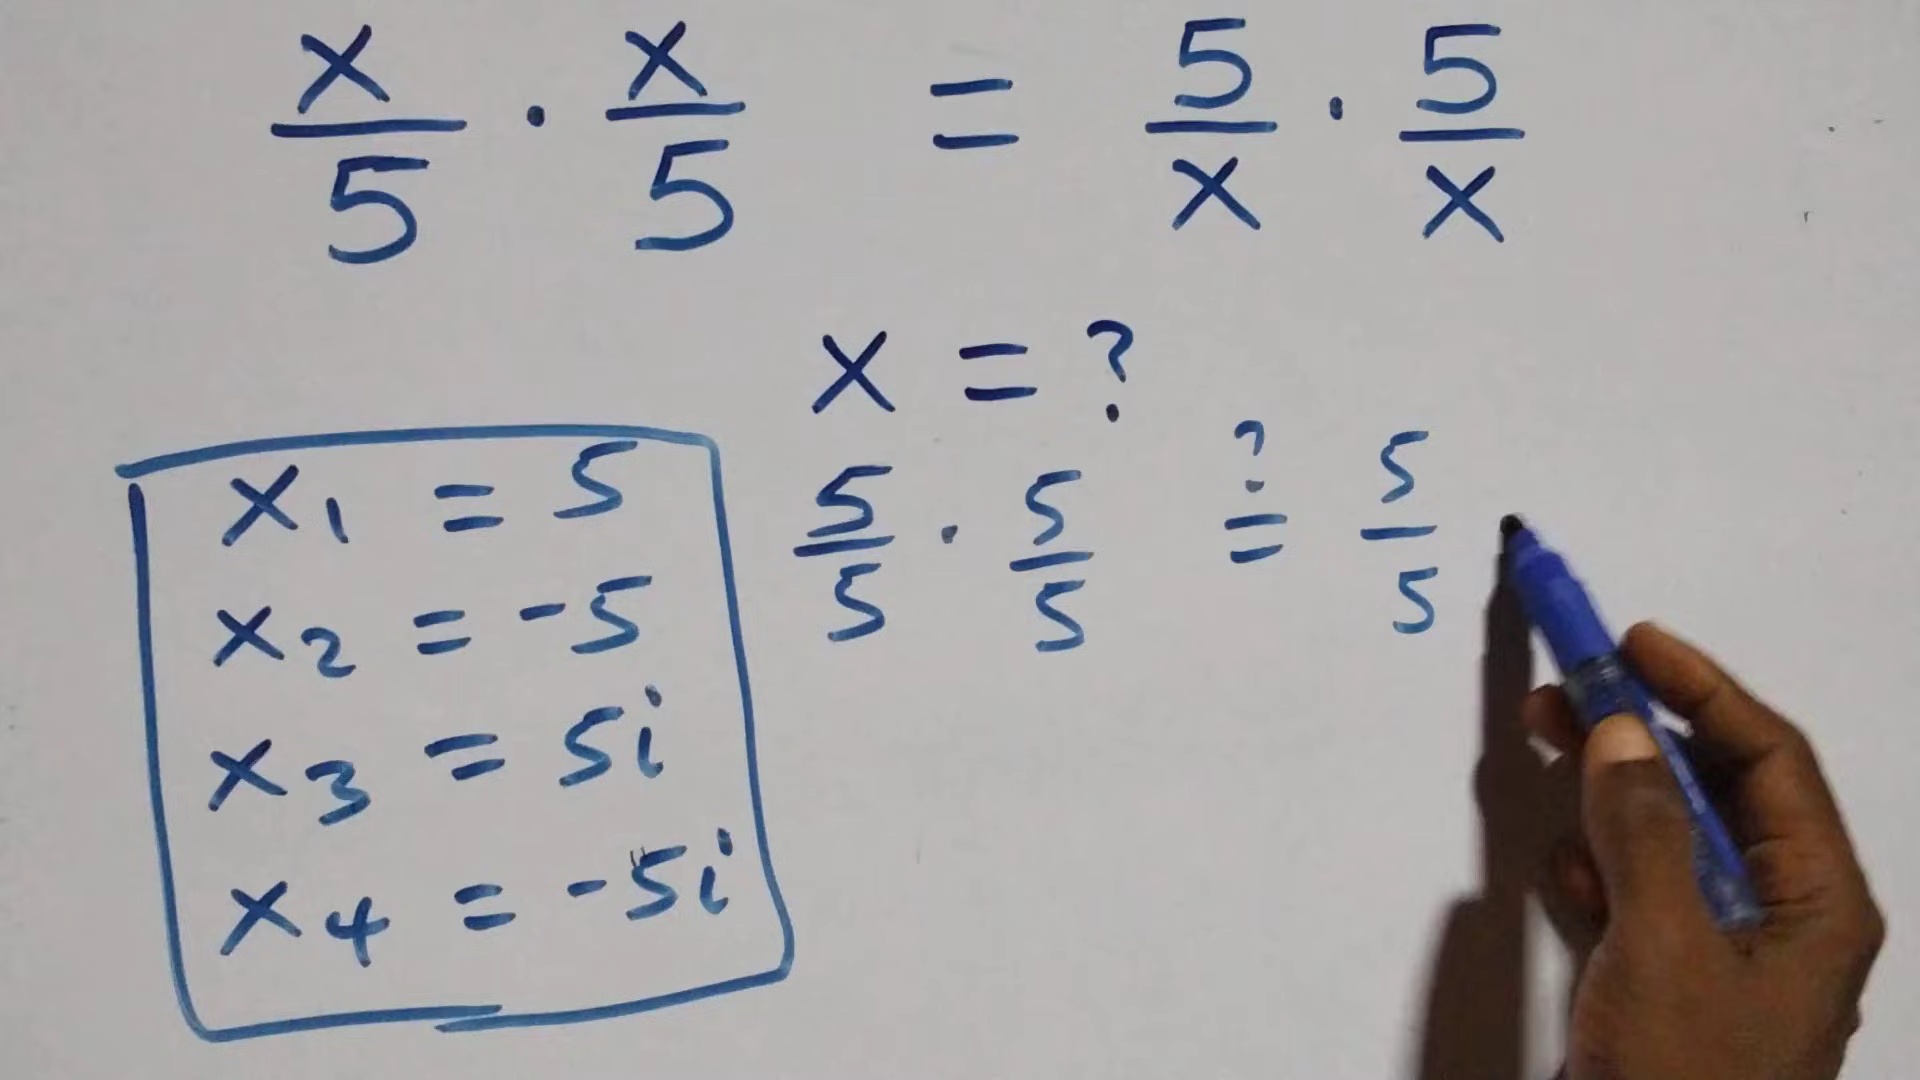 x/5 · x/5 = 5/x · 5/x
x = ?
x₁ = 5
x₂ = -5
x₃ = 5i
x₄ = -5i
5/5 · 5/5 ≟ 5/5